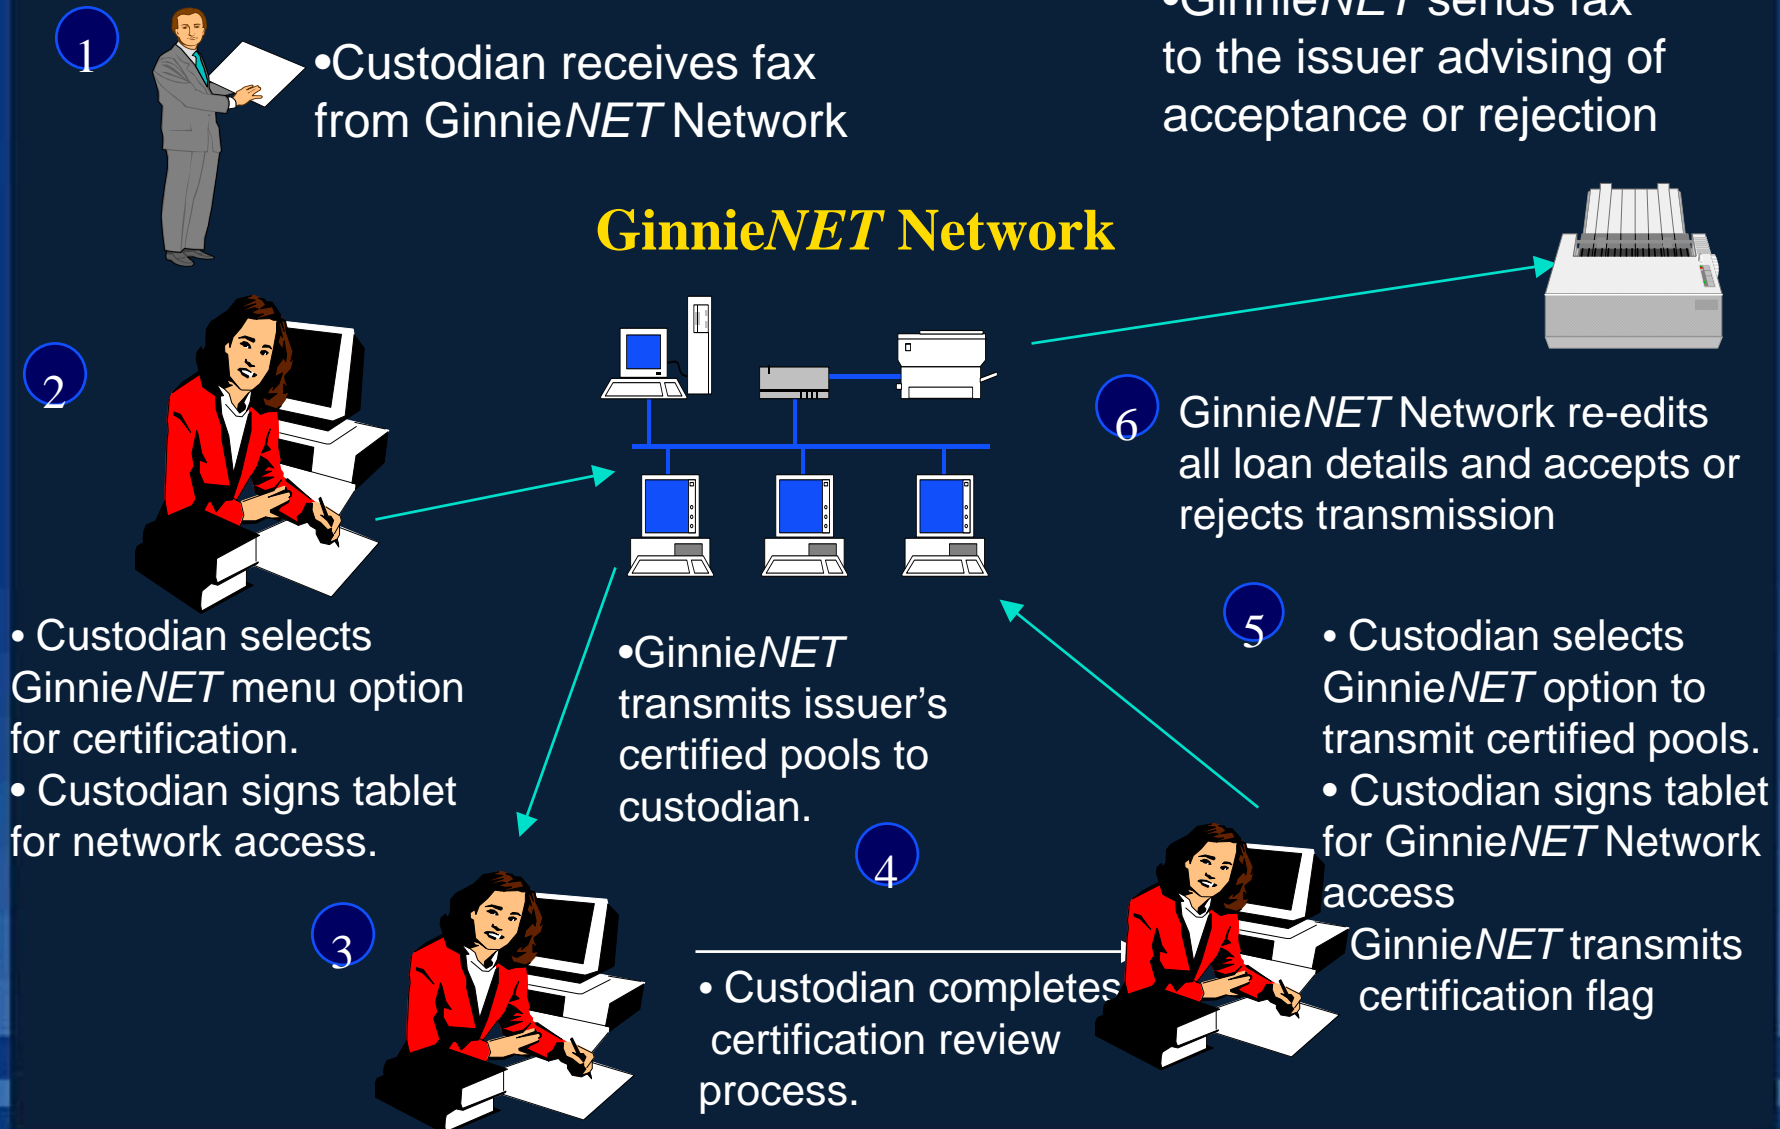 1
•Custodian receives fax
from GinnieNET Network
•GinnieNET sends fax
to the issuer advising of
acceptance or rejection
GinnieNET Network
2
• Custodian selects
GinnieNET menu option
for certification.
• Custodian signs tablet
for network access.
3
•GinnieNET
transmits issuer's
certified pools to
custodian.
4
• Custodian completes
certification review
process.
5
• Custodian selects
GinnieNET option to
transmit certified pools.
• Custodian signs tablet
for GinnieNET Network
access
GinnieNET transmits
certification flag
6
GinnieNET Network re-edits
all loan details and accepts or
rejects transmission